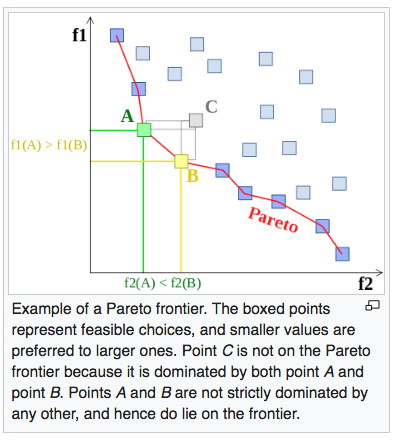 f1
A
C
f1(A) > f1(B)
B
Pareto
f2(A) < f2(B)
f2
Example of a Pareto frontier. The boxed points
represent feasible choices, and smaller values are
preferred to larger ones. Point C is not on the Pareto
frontier because it is dominated by both point A and
point B. Points A and B are not strictly dominated by
any other, and hence do lie on the frontier.